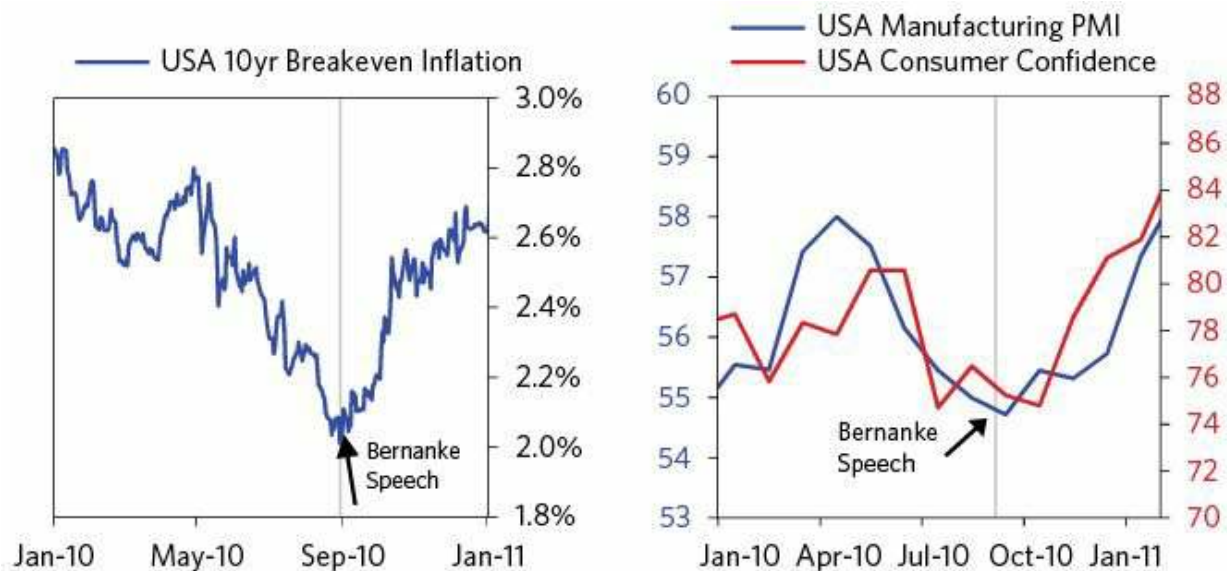 USA 10yr Breakeven Inflation
3.0%
2.8%
2.6%
2.4%
2.2%
2.0%
1.8%
Bernanke
Speech
Jan-10 May-10 Sep-10 Jan-11
USA Manufacturing PMI
USA Consumer Confidence
60
59
58
57
56
55
54
53
88
86
84
82
80
78
76
74
72
70
Bernanke
Speech
Jan-10 Apr-10 Jul-10 Oct-10 Jan-11